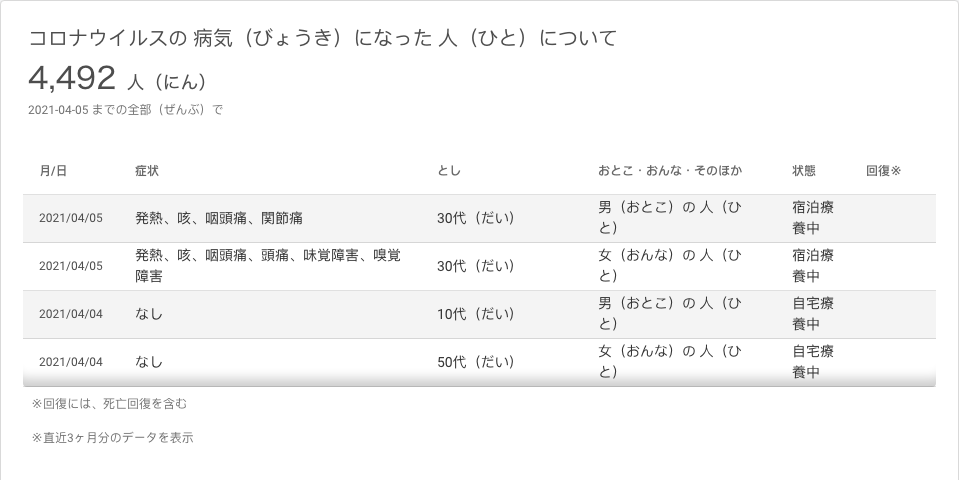 コロナウイルスの 病気（びょうき）になった 人（ひと）について
4,492 人（にん）
2021-04-05 までの全部（ぜんぶ）で
月/日 症状 とし おとこ・おんな・そのほか 状態 回復※
2021/04/05 発熱、咳、咽頭痛、関節痛 30代（だい） 男（おとこ）の 人（ひ 宿泊療
と） 養中
2021/04/05 発熱、咳、咽頭痛、頭痛、味覚障害、嗅覚 30代（だい） 女（おんな）の 人（ひ 宿泊療
障害 と） 養中
2021/04/04 なし 10代（だい） 男（おとこ）の 人（ひ 自宅療
と） 養中
2021/04/04 なし 50代（だい） 女（おんな）の 人（ひ 自宅療
と） 養中
※回復には、死亡回復を含む
※直近3ヶ月分のデータを表示